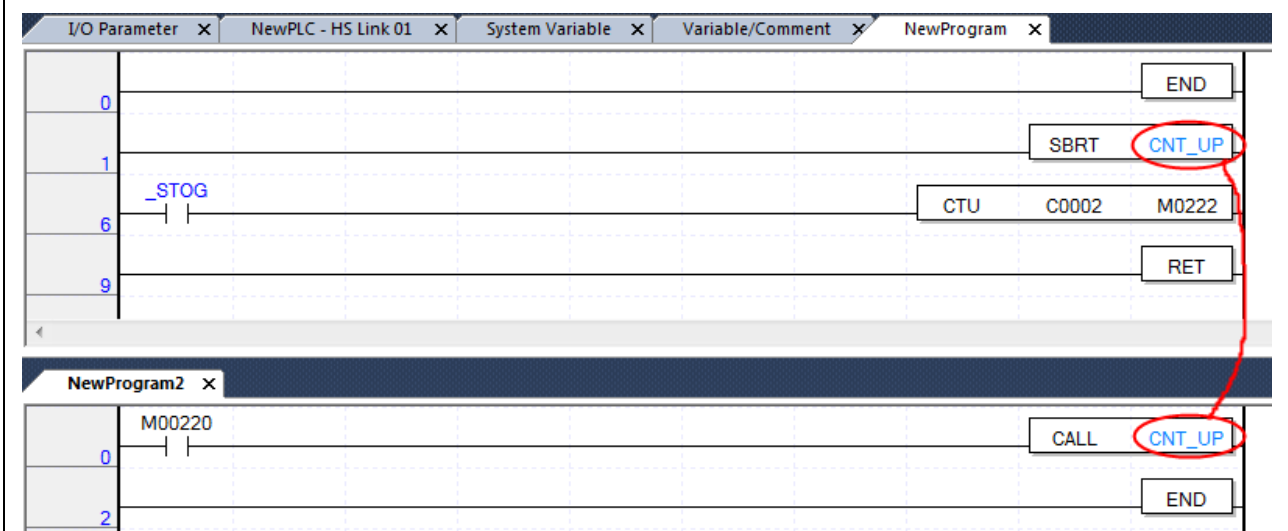 I/O Parameter x NewPLC - HS Link 01 x System Variable x Variable/Comment x NewProgram x
END
0
SBRT CNT_UP
1
_STOG
CTU C0002 M0222
6
RET
9
NewProgram2 x
M00220
CALL CNT_UP
0
END
2